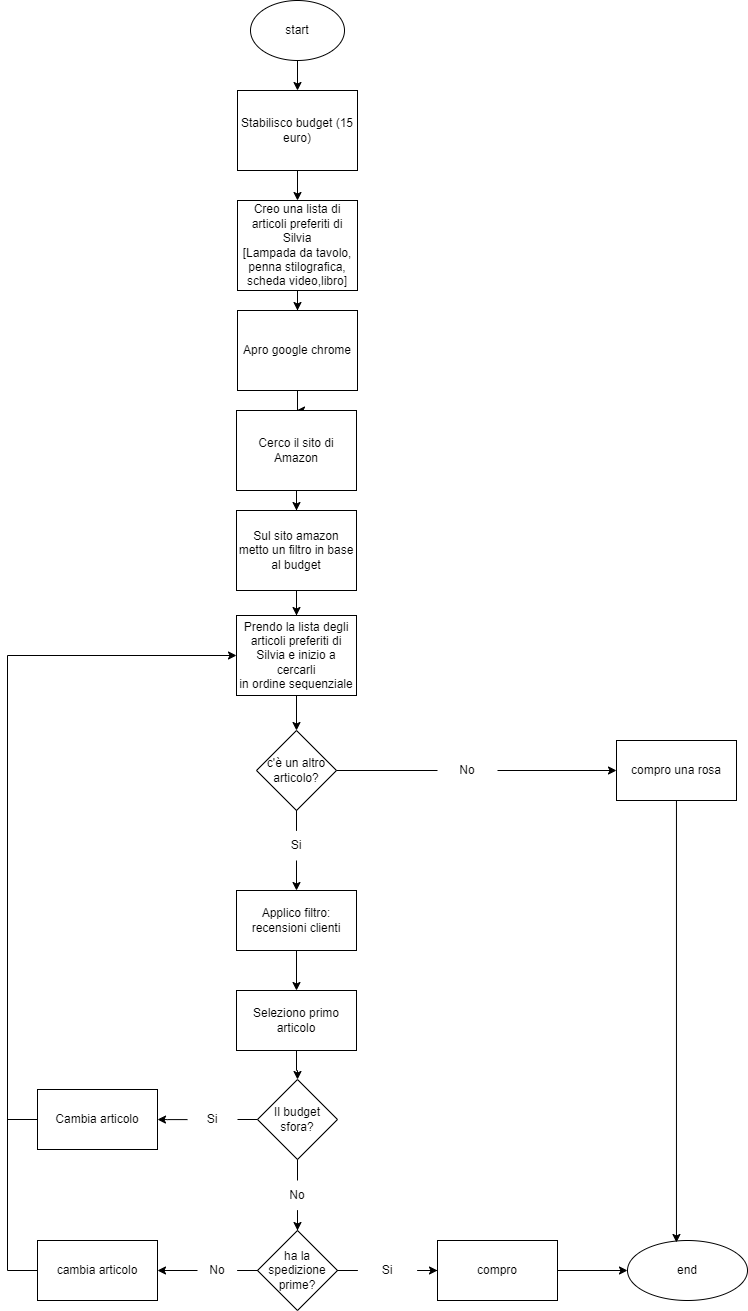 start
Stabilisco budget (15
euro)
Creo una lista di
articoli preferiti di
Silvia
[Lampada da tavolo,
penna stilografica,
scheda video,libro]
Apro google chrome
Cerco il sito di
Amazon
Sul sito amazon
metto un filtro in base
al budget
Prendo la lista degli
articoli preferiti di
Silvia e inizio a
cercarli
in ordine sequenziale
c'è un altro
articolo?
No
compro una rosa
Si
Applico filtro:
recensioni clienti
Seleziono primo
articolo
Il budget
sfora?
Si
Cambia articolo
No
ha la
spedizione
prime?
No
cambia articolo
Si
compro
end